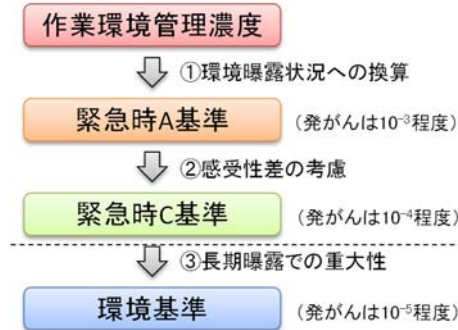 作業環境管理濃度
①環境曝露状況への換算
緊急時A基準 (発がんは10⁻³程度)
②感受性差の考慮
緊急時C基準 (発がんは10⁻⁴程度)
③長期曝露での重大性
環境基準 (発がんは10⁻⁵程度)